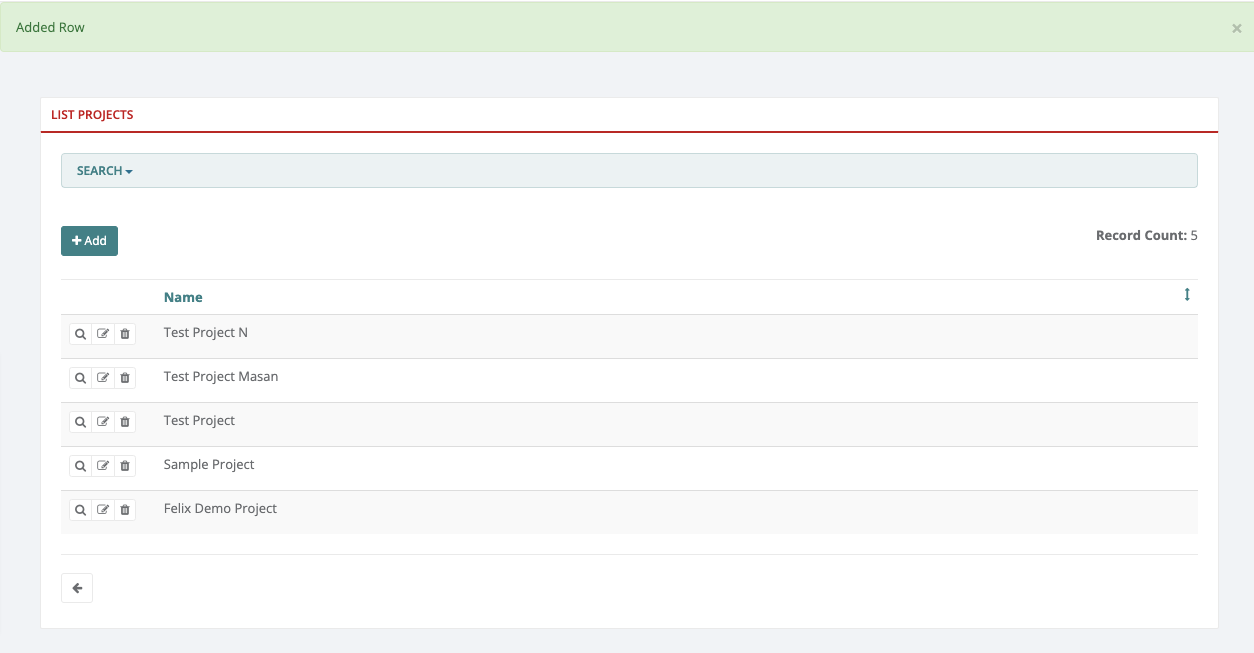 Added Row
×
LIST PROJECTS
SEARCH
Add
Record Count: 5
Name
Test Project N
Test Project Masan
Test Project
Sample Project
Felix Demo Project